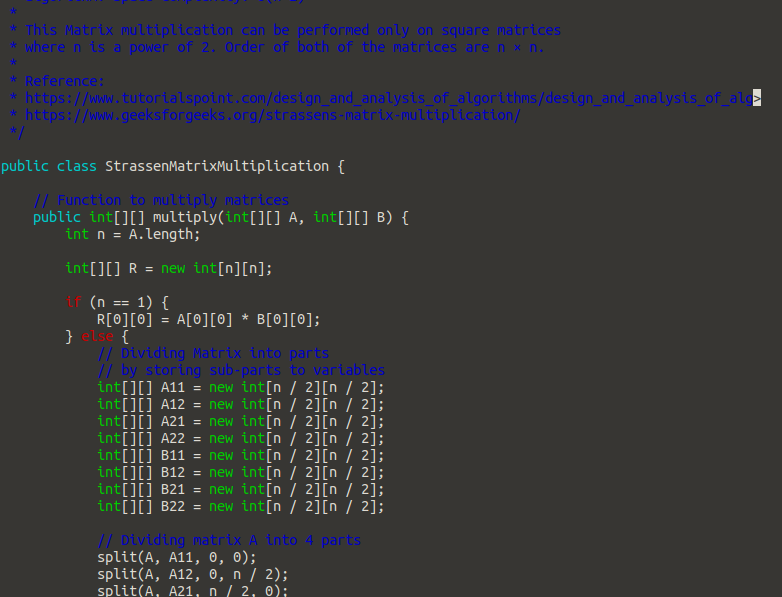 *
* This Matrix multiplication can be performed only on square matrices
* where n is a power of 2. Order of both of the matrices are n × n.
*
* Reference:
* https://www.tutorialspoint.com/design_and_analysis_of_algorithms/design_and_analysis_of_alg>
* https://www.geeksforgeeks.org/strassens-matrix-multiplication/
*/
public class StrassenMatrixMultiplication {
// Function to multiply matrices
public int[][] multiply(int[][] A, int[][] B) {
int n = A.length;
int[][] R = new int[n][n];
if (n == 1) {
R[0][0] = A[0][0] * B[0][0];
} else {
// Dividing Matrix into parts
// by storing sub-parts to variables
int[][] A11 = new int[n / 2][n / 2];
int[][] A12 = new int[n / 2][n / 2];
int[][] A21 = new int[n / 2][n / 2];
int[][] A22 = new int[n / 2][n / 2];
int[][] B11 = new int[n / 2][n / 2];
int[][] B12 = new int[n / 2][n / 2];
int[][] B21 = new int[n / 2][n / 2];
int[][] B22 = new int[n / 2][n / 2];
// Dividing matrix A into 4 parts
split(A, A11, 0, 0);
split(A, A12, 0, n / 2);
split(A, A21, n / 2, 0);